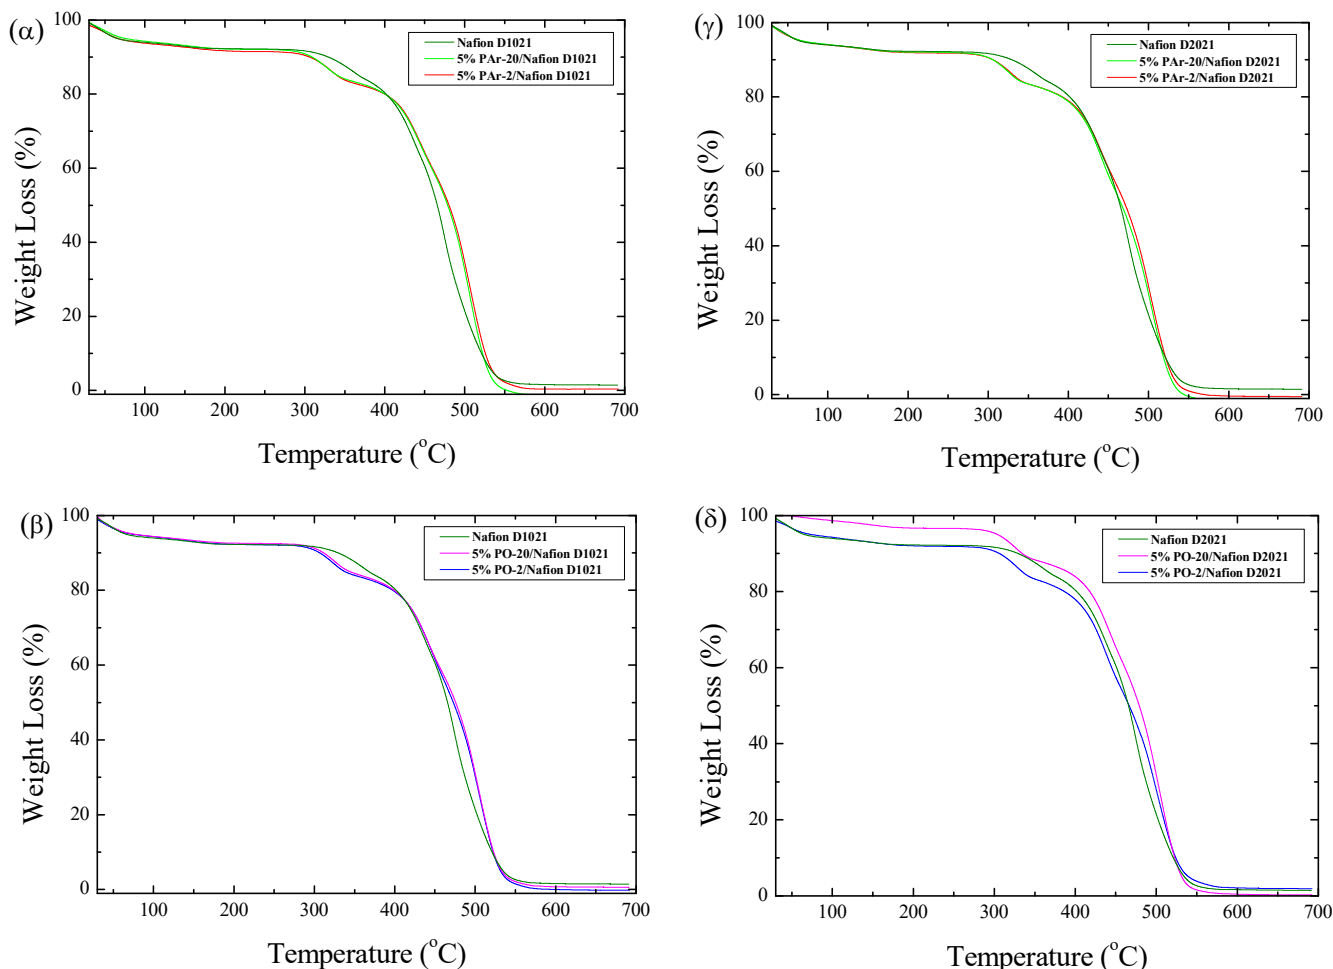 (α)
100
80
60
40
20
0
Weight Loss (%)
Nafion D1021
5% PAr-20/Nafion D1021
5% PAr-2/Nafion D1021
100 200 300 400 500 600 700
Temperature (°C)
(γ)
100
80
60
40
20
0
Weight Loss (%)
Nafion D2021
5% PAr-20/Nafion D2021
5% PAr-2/Nafion D2021
100 200 300 400 500 600 700
Temperature (°C)
(β)
100
80
60
40
20
0
Weight Loss (%)
Nafion D1021
5% PO-20/Nafion D1021
5% PO-2/Nafion D1021
100 200 300 400 500 600 700
Temperature (°C)
(δ)
100
80
60
40
20
0
Weight Loss (%)
Nafion D2021
5% PO-20/Nafion D2021
5% PO-2/Nafion D2021
100 200 300 400 500 600 700
Temperature (°C)